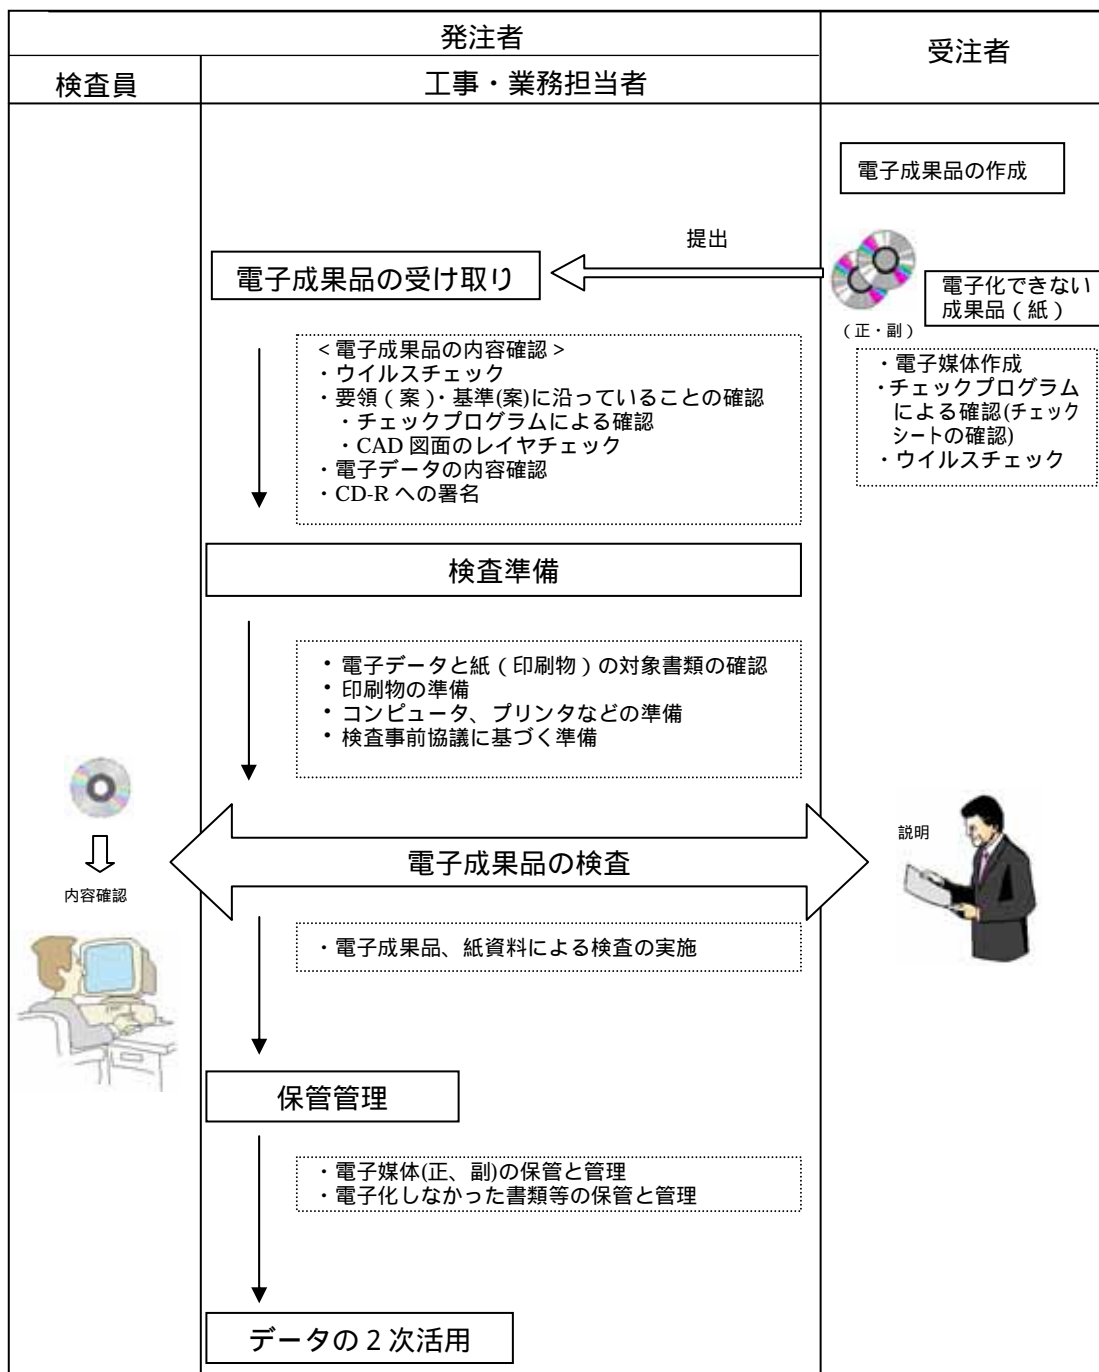 発注者
受注者
検査員
工事・業務担当者
電子成果品の作成
提出
電子成果品の受け取り
電子化できない
成果品（紙）
（正・副）
＜電子成果品の内容確認＞
・ウイルスチェック
・要領（案）・基準(案)に沿っていることの確認
・チェックプログラムによる確認
・CAD 図面のレイヤチェック
・電子データの内容確認
・CD-R への署名
・電子媒体作成
・チェックプログラム
による確認(チェック
シートの確認)
・ウイルスチェック
検査準備
・電子データと紙（印刷物）の対象書類の確認
・印刷物の準備
・コンピュータ、プリンタなどの準備
・検査事前協議に基づく準備
電子成果品の検査
説明
内容確認
・電子成果品、紙資料による検査の実施
保管管理
・電子媒体(正、副)の保管と管理
・電子化しなかった書類等の保管と管理
データの２次活用